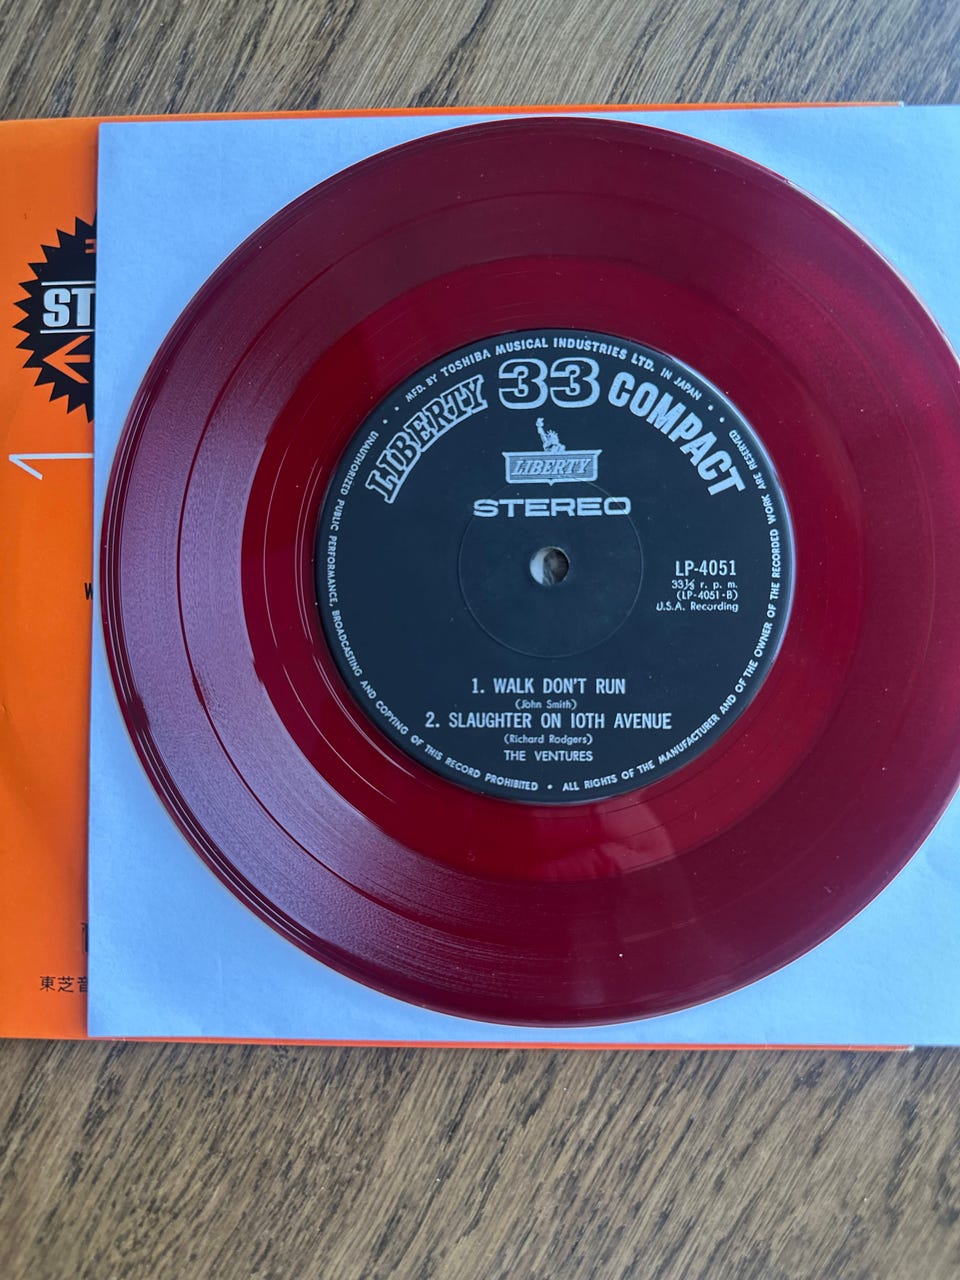 MFD. BY TOSHIBA MUSICAL INDUSTRIES LTD. IN JAPAN
LIBERTY 33 COMPACT
LIBERTY
STEREO
LP-4051
33⅓ r. p. m.
(LP-4051-B)
U.S.A. Recording
1. WALK DON'T RUN
(John Smith)
2. SLAUGHTER ON 10TH AVENUE
(Richard Rodgers)
THE VENTURES
UNAUTHORIZED PUBLIC PERFORMANCE, BROADCASTING AND COPYING OF THIS RECORD PROHIBITED • ALL RIGHTS OF THE MANUFACTURER AND OF THE OWNER OF THE RECORDED WORK ARE RESERVED
ST
W
東芝音